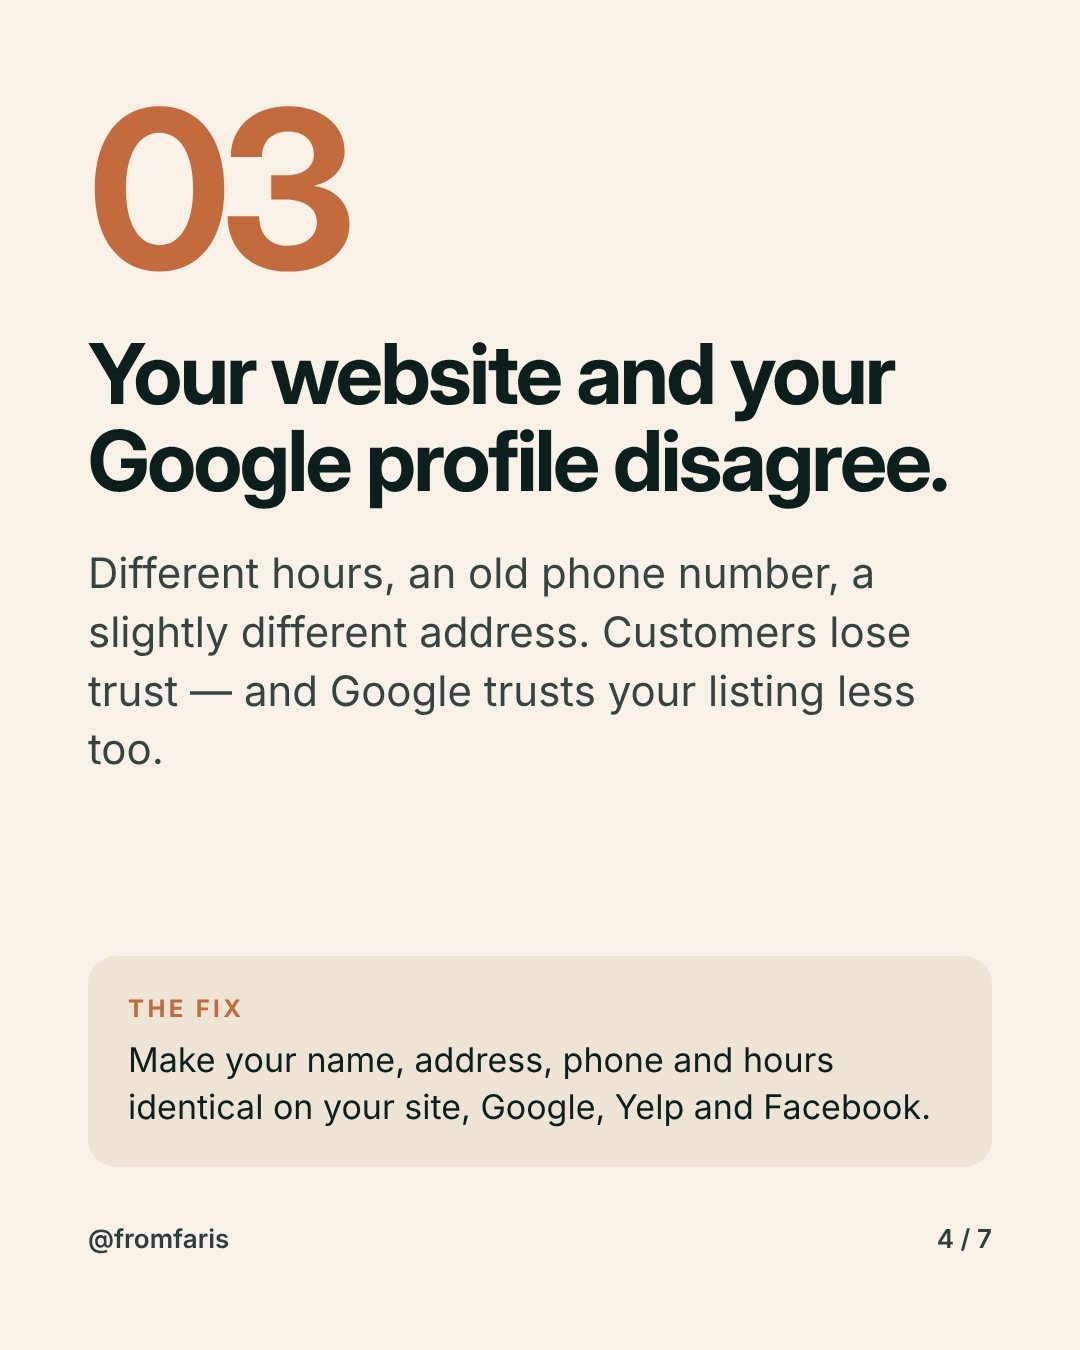 03
Your website and your
Google profile disagree.
Different hours, an old phone number, a
slightly different address. Customers lose
trust — and Google trusts your listing less
too.
THE FIX
Make your name, address, phone and hours
identical on your site, Google, Yelp and Facebook.
@fromfaris
4 / 7